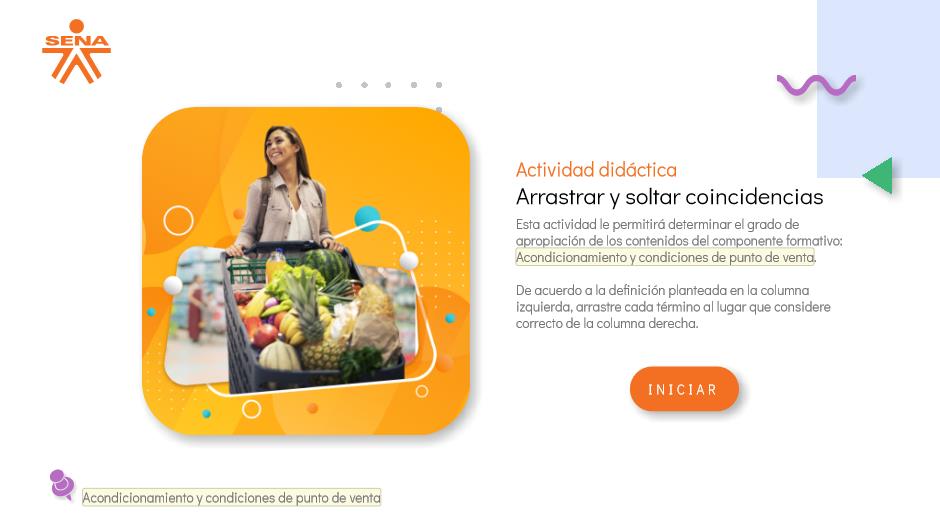 SENA
Actividad didáctica
Arrastrar y soltar coincidencias
Esta actividad le permitirá determinar el grado de
apropiación de los contenidos del componente formativo:
Acondicionamiento y condiciones de punto de venta.
De acuerdo a la definición planteada en la columna
izquierda, arrastre cada término al lugar que considere
correcto de la columna derecha.
INICIAR
Acondicionamiento y condiciones de punto de venta